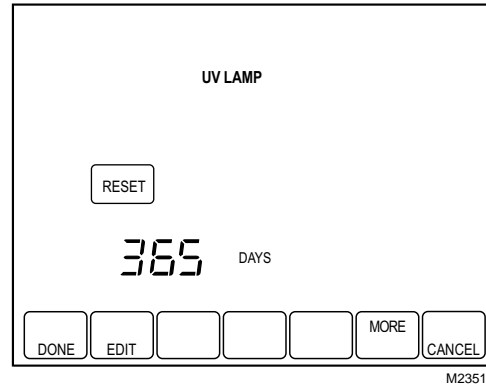 UV LAMP
RESET
365 DAYS
MORE
DONE EDIT CANCEL
M2351